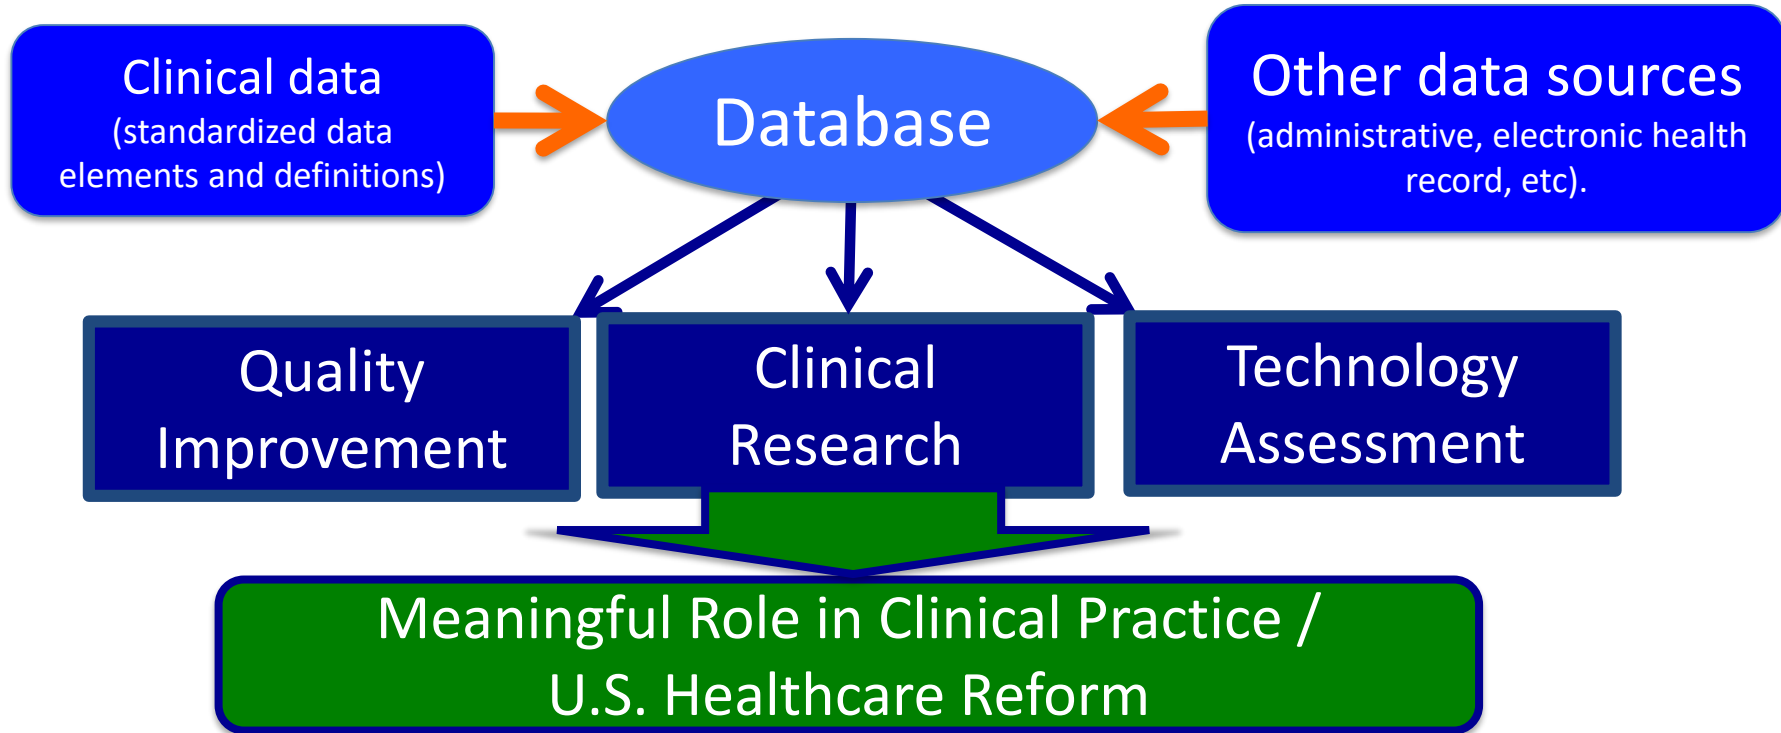 Clinical data
(standardized data
elements and definitions)
Database
Other data sources
(administrative, electronic health
record, etc).
Quality
Improvement
Clinical
Research
Technology
Assessment
Meaningful Role in Clinical Practice /
U.S. Healthcare Reform